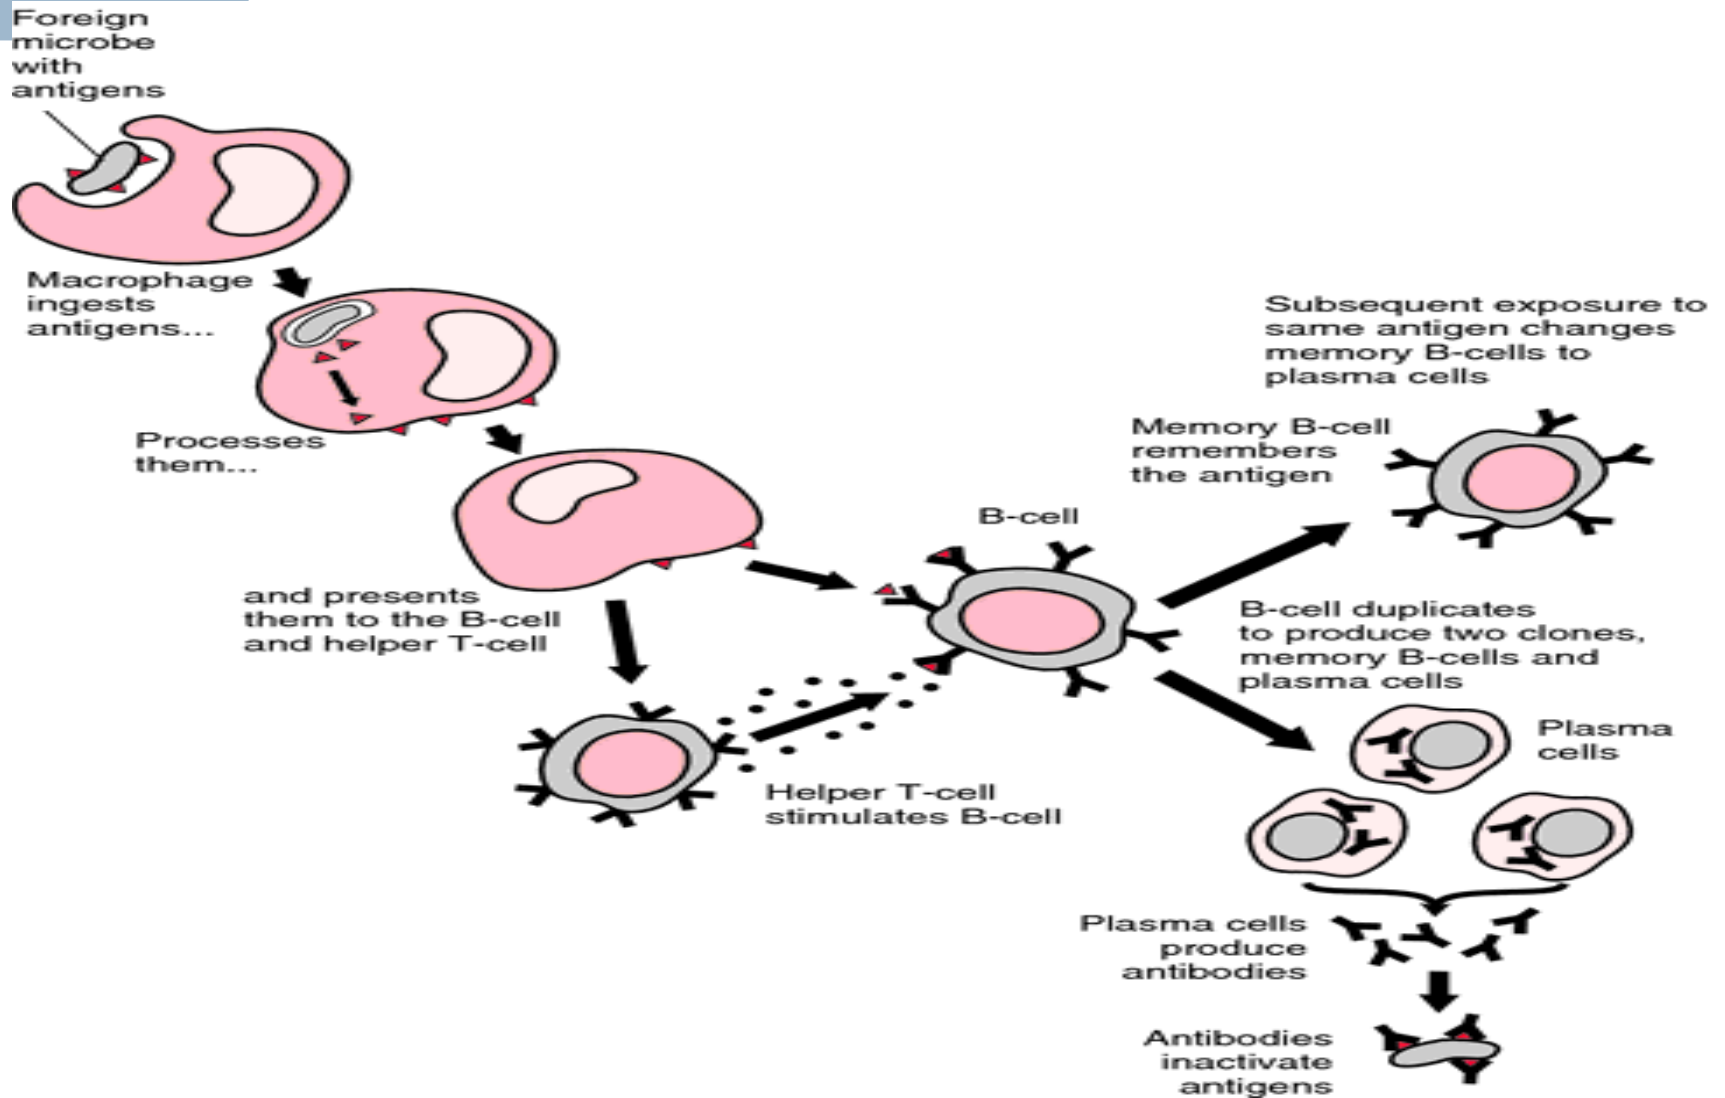 Foreign
microbe
with
antigens
Macrophage
ingests
antigens...
Processes
them...
and presents
them to the B-cell
and helper T-cell
Helper T-cell
stimulates B-cell
B-cell
Subsequent exposure to
same antigen changes
memory B-cells to
plasma cells
Memory B-cell
remembers
the antigen
B-cell duplicates
to produce two clones,
memory B-cells and
plasma cells
Plasma
cells
Plasma cells
produce
antibodies
Antibodies
inactivate
antigens